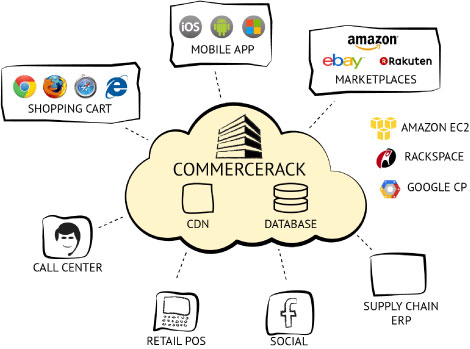 iOS
MOBILE APP
amazon
ebay
Rakuten
MARKETPLACES
SHOPPING CART
AMAZON EC2
RACKSPACE
GOOGLE CP
COMMERCERACK
CDN
DATABASE
CALL CENTER
RETAIL POS
SOCIAL
SUPPLY CHAIN
ERP